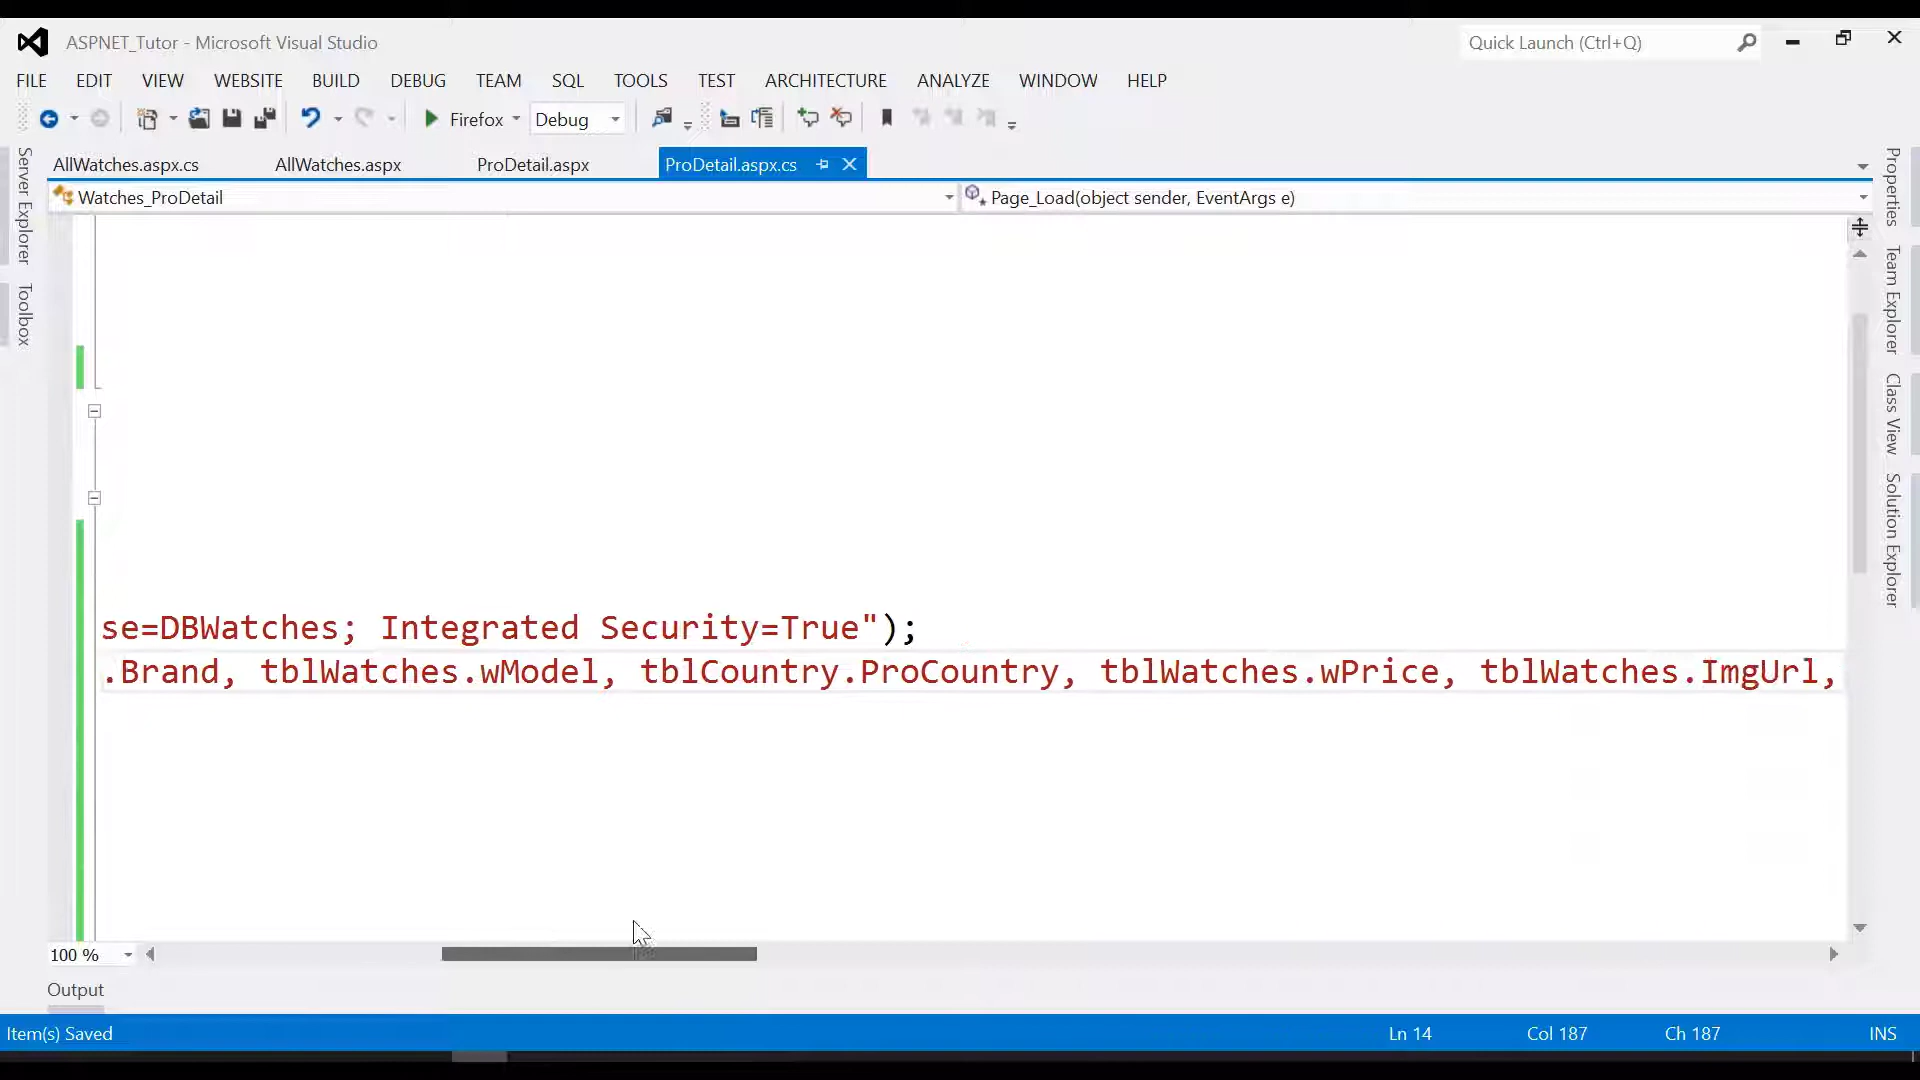 ASPNET_Tutor - Microsoft Visual Studio
Quick Launch (Ctrl+Q)
FILE EDIT VIEW WEBSITE BUILD DEBUG TEAM SQL TOOLS TEST ARCHITECTURE ANALYZE WINDOW HELP
Firefox Debug
AllWatches.aspx.cs AllWatches.aspx ProDetail.aspx ProDetail.aspx.cs
Watches_ProDetail Page_Load(object sender, EventArgs e)
Server Explorer
Toolbox
Properties
Team Explorer
Class View
Solution Explorer
se=DBWatches; Integrated Security=True");
.Brand, tblWatches.wModel, tblCountry.ProCountry, tblWatches.wPrice, tblWatches.ImgUrl,
100 %
Output
Item(s) Saved Ln 14 Col 187 Ch 187 INS